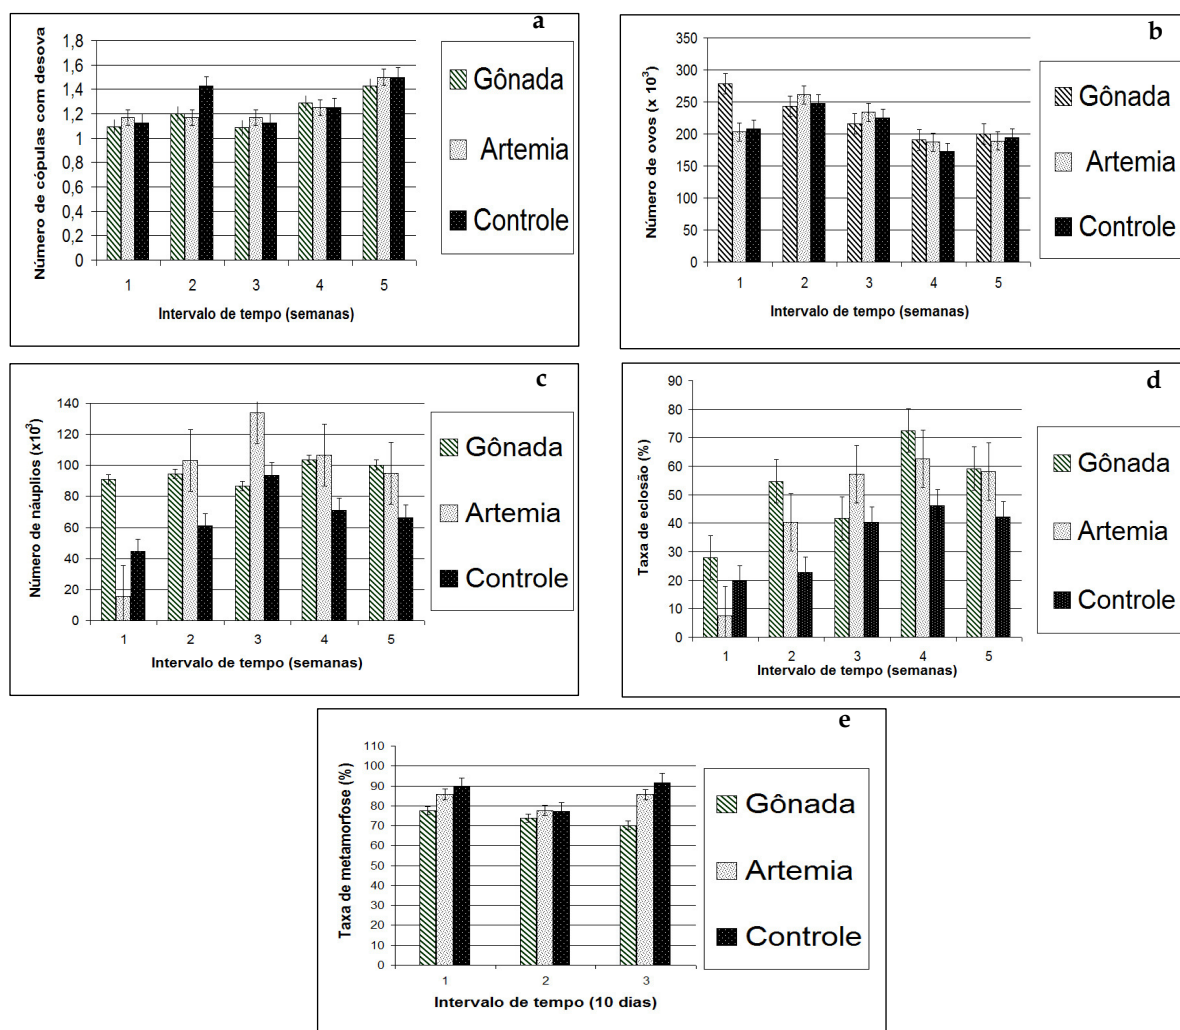 a
Número de cópulas com desova
1,8
1,6
1,4
1,2
1
0,8
0,6
0,4
0,2
0
1 2 3 4 5
Intervalo de tempo (semanas)
Gônada
Artemia
Controle
b
Número de ovos (x 10³)
350
300
250
200
150
100
50
0
1 2 3 4 5
Intervalo de tempo (semanas)
Gônada
Artemia
Controle
c
Número de náuplios (x10³)
140
120
100
80
60
40
20
0
1 2 3 4 5
Intervalo de tempo (semanas)
Gônada
Artemia
Controle
d
Taxa de eclosão (%)
90
80
70
60
50
40
30
20
10
0
1 2 3 4 5
Intervalo de tempo (semanas)
Gônada
Artemia
Controle
e
Taxa de metamorfose (%)
110
100
90
80
70
60
50
40
30
20
10
0
1 2 3
Intervalo de tempo (10 dias)
Gônada
Artemia
Controle